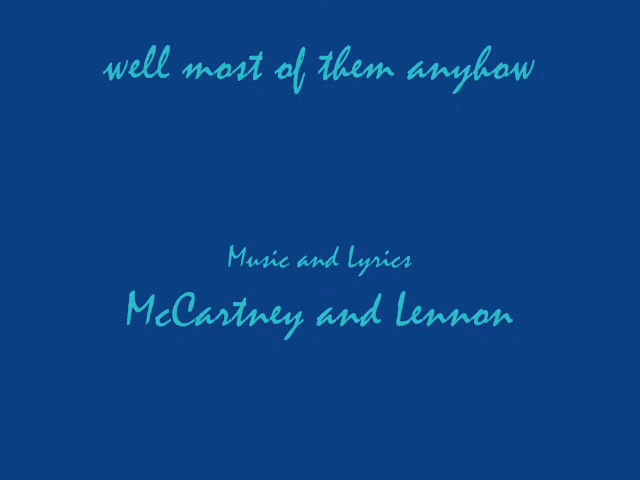 well most of them anyhow
Music and Lyrics
McCartney and Lennon